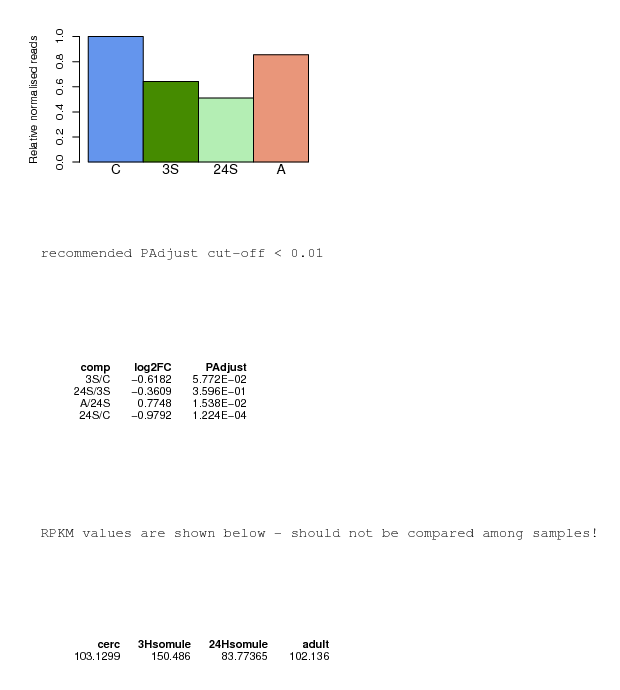 Relative normalised reads
1.0
0.8
0.6
0.4
0.2
0.0
C 3S 24S A
recommended PAdjust cut-off < 0.01
comp log2FC PAdjust
3S/C −0.6182 5.772E−02
24S/3S −0.3609 3.596E−01
A/24S 0.7748 1.538E−02
24S/C −0.9792 1.224E−04
RPKM values are shown below - should not be compared among samples!
cerc 3Hsomule 24Hsomule adult
103.1299 150.486 83.77365 102.136